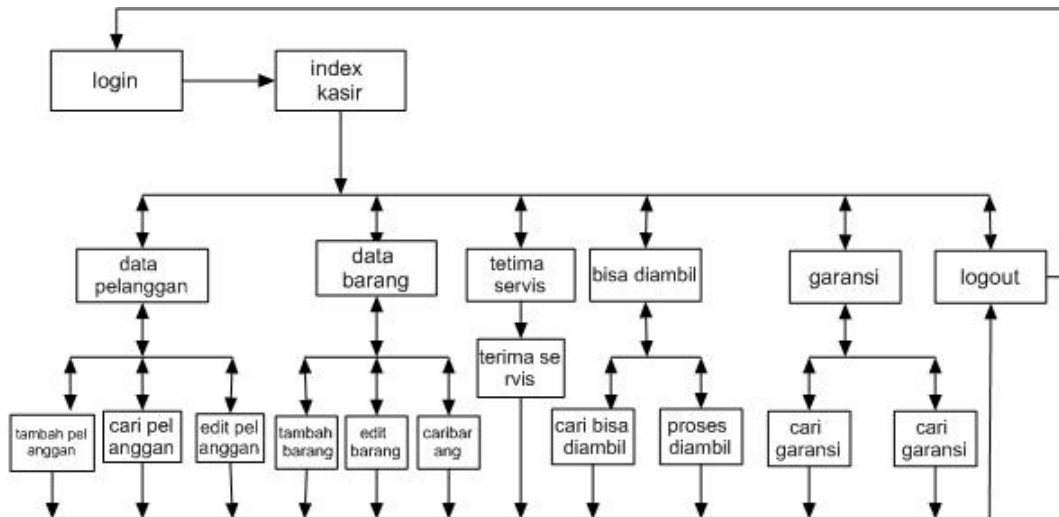 login
index
kasir
data
pelanggan
data
barang
tetima
servis
bisa diambil
garansi
logout
terima se
rvis
tambah pel
anggan
cari pel
anggan
edit pel
anggan
tambah
barang
edit
barang
caribar
ang
cari bisa
diambil
proses
diambil
cari
garansi
cari
garansi